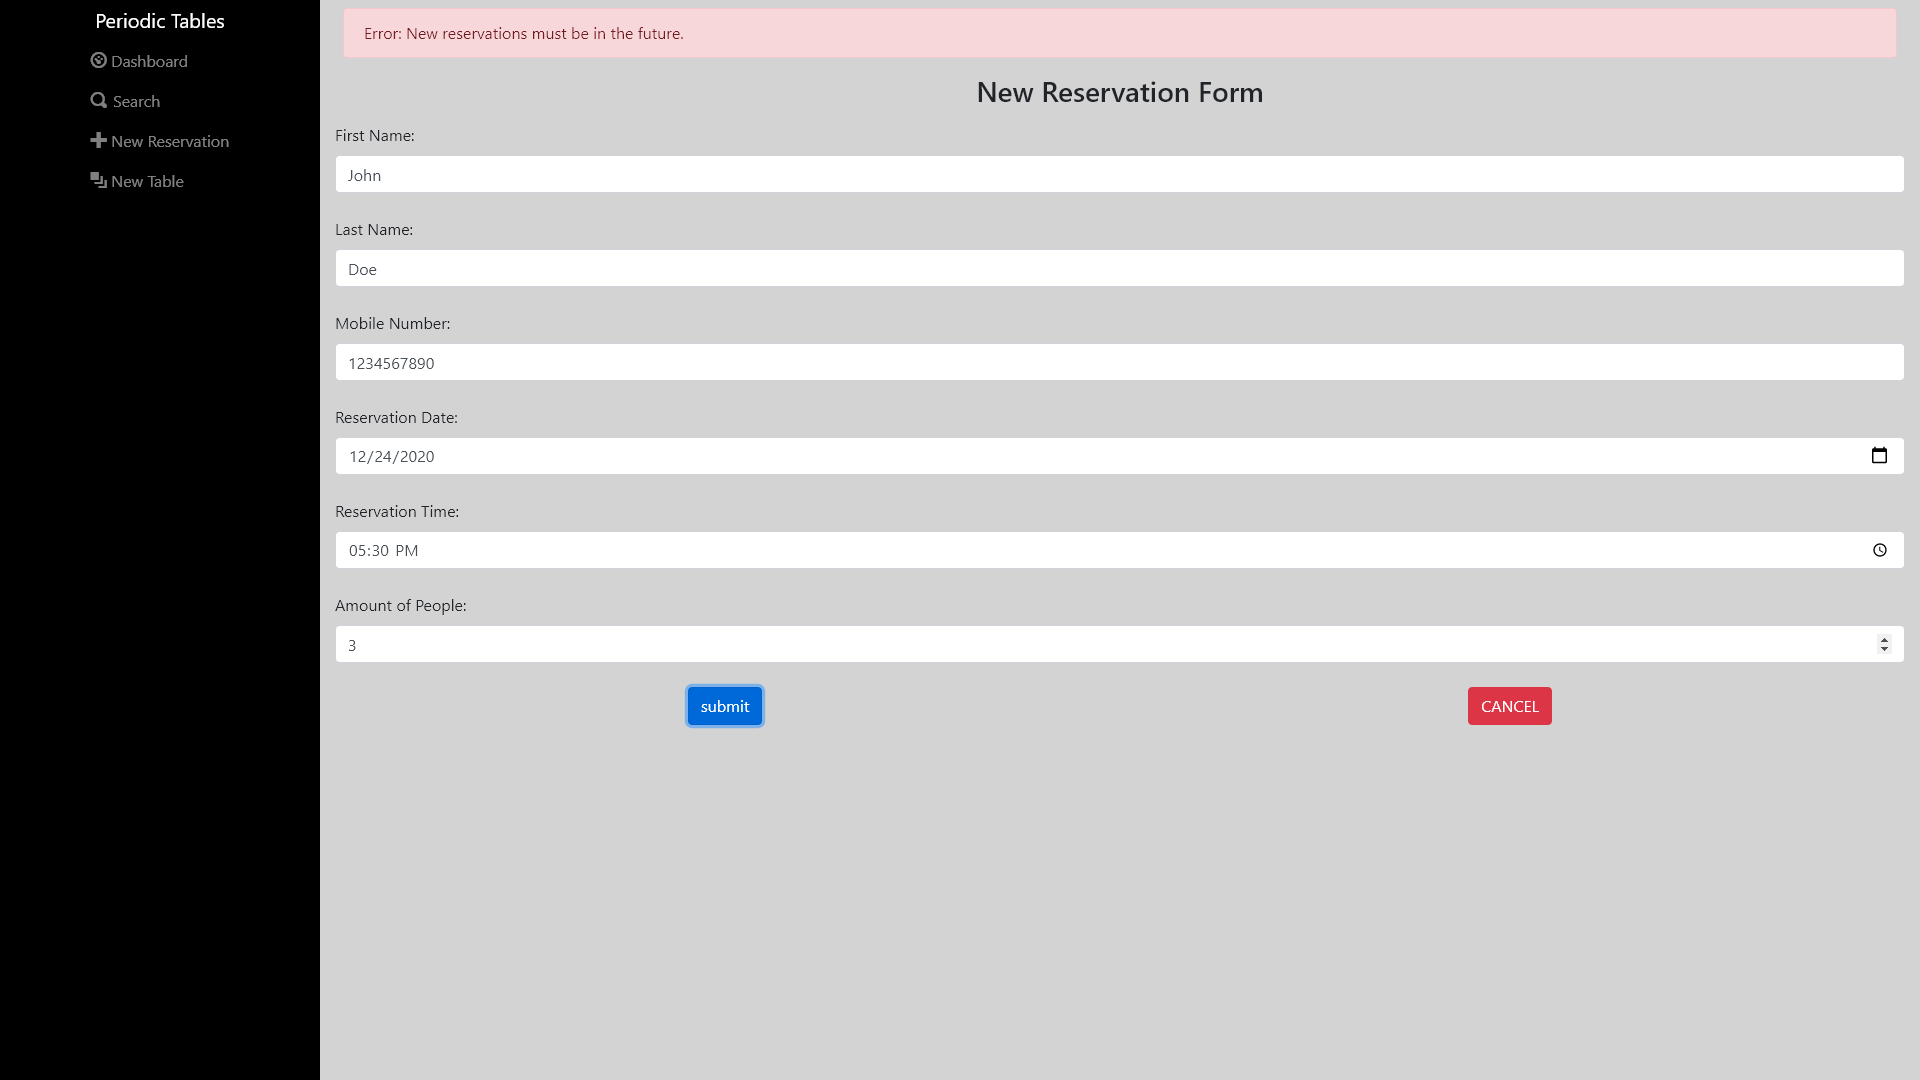 Periodic Tables
Dashboard
Search
New Reservation
New Table
Error: New reservations must be in the future.
New Reservation Form
First Name:
John
Last Name:
Doe
Mobile Number:
1234567890
Reservation Date:
12/24/2020
Reservation Time:
05:30 PM
Amount of People:
3
submit
CANCEL